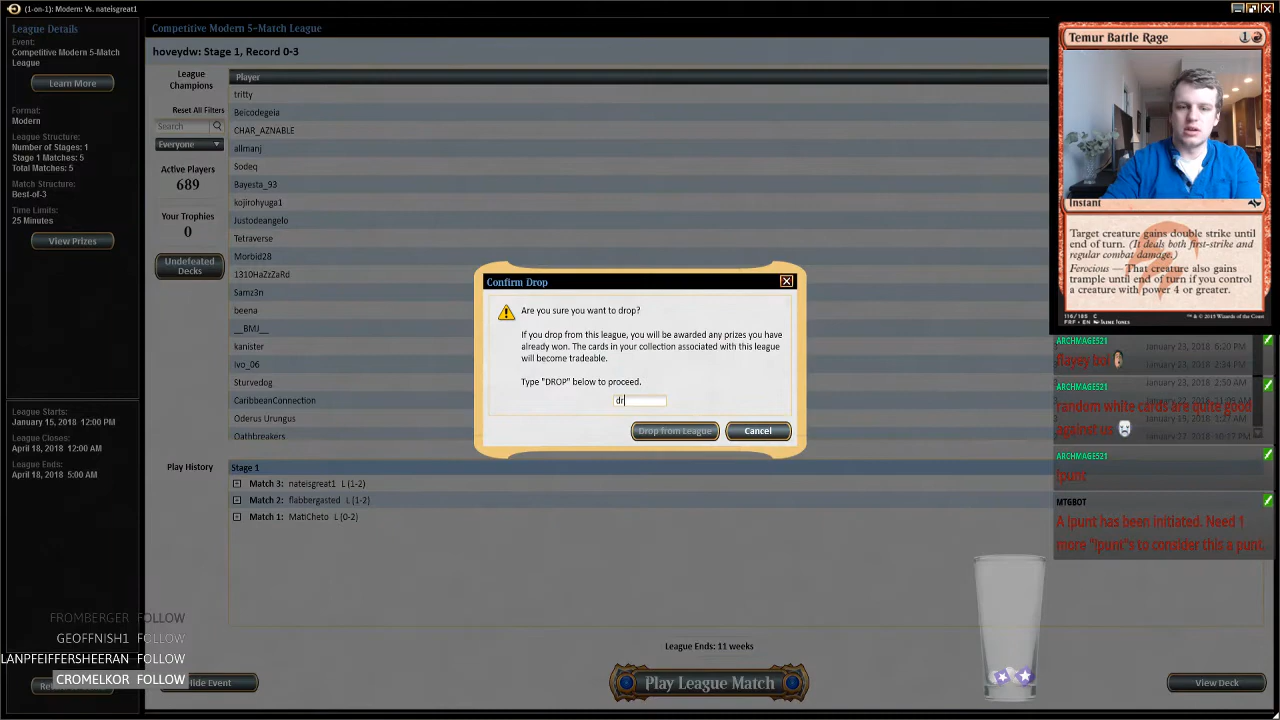 (1-on-1): Modern: Vs. nateisgreat1
League Details
Event:
Competitive Modern 5-Match
League
Learn More
Format:
Modern
League Structure:
Number of Stages: 1
Stage 1 Matches: 5
Total Matches: 5
Match Structure:
Best-of-3
Time Limits:
25 Minutes
View Prizes
League Starts:
January 15, 2018 12:00 PM
League Closes:
April 18, 2018 12:00 AM
League Ends:
April 18, 2018 5:00 AM
Competitive Modern 5-Match League
hoveydw: Stage 1, Record 0-3
League
Champions
Reset All Filters
Search
Everyone
Active Players
689
Your Trophies
0
Undefeated
Decks
Player
tritty
Beicodegeia
CHAR_AZNABLE
allmanj
Sodeq
Bayesta_93
kojirohyuga1
Justodeangelo
Tetraverse
Morbid28
1310HaZzZaRd
Samz3n
beena
__BMJ__
kanister
Ivo_06
Sturvedog
CaribbeanConnection
Oderus Urungus
Oathbreakers
Confirm Drop
Are you sure you want to drop?
If you drop from this league, you will be awarded any prizes you have
already won. The cards in your collection associated with this league
will become tradeable.
Type "DROP" below to proceed.
dr
Drop from League
Cancel
Play History
Stage 1
Match 3: nateisgreat1 L (1-2)
Match 2: flabbergasted L (1-2)
Match 1: MatiCheto L (0-2)
League Ends: 11 weeks
Play League Match
Hide Event
View Deck
FROMBERGER FOLLOW
GEOFFNISH1 FOLLOW
LANPFEIFFERSHEERAN FOLLOW
CROMELKOR FOLLOW
Temur Battle Rage
1
Instant
Target creature gains double strike until
end of turn. (It deals both first-strike and
regular combat damage.)
Ferocious — That creature also gains
trample until end of turn if you control
a creature with power 4 or greater.
116/185 C
FRF • EN
ARCHMAGE521
January 23, 2018 6:20 PM
January 23, 2018 2:34 PM
ARCHMAGE521
January 23, 2018 2:50 AM
random white cards are quite good
against us
ARCHMAGE521
!punt
MTGBOT
A !punt has been initiated. Need 1
more "!punt"s to consider this a punt.